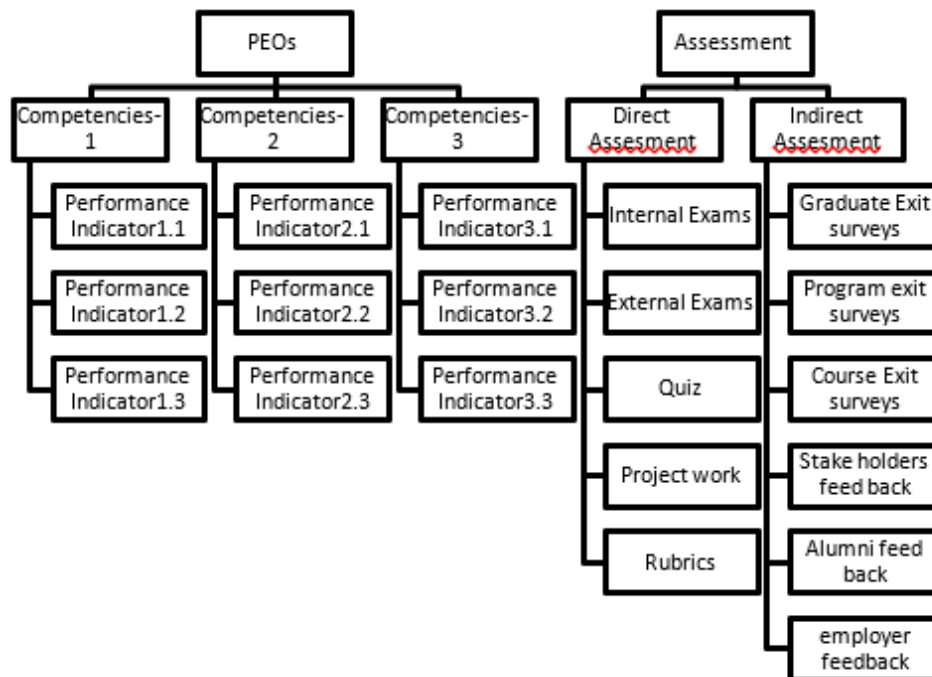 PEOs
Assessment
Competencies-
1
Competencies-
2
Competencies-
3
Direct
Assesment
Indirect
Assesment
Performance
Indicator1.1
Performance
Indicator2.1
Performance
Indicator3.1
Internal Exams
Graduate Exit
surveys
Performance
Indicator1.2
Performance
Indicator2.2
Performance
Indicator3.2
External Exams
Program exit
surveys
Performance
Indicator1.3
Performance
Indicator2.3
Performance
Indicator3.3
Quiz
Course Exit
surveys
Project work
Stake holders
feed back
Rubrics
Alumni feed
back
employer
feedback